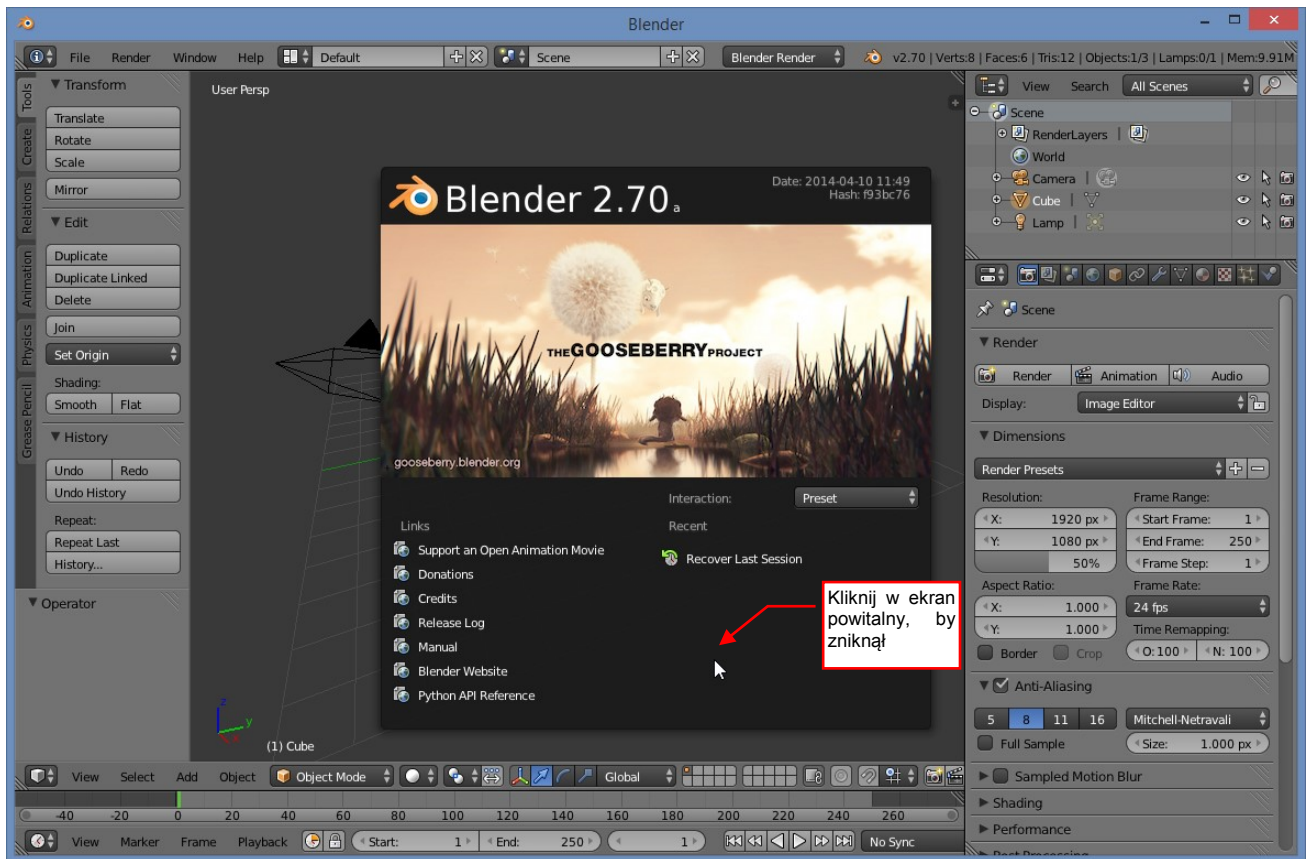 Blender
File Render Window Help Default Scene Blender Render v2.70 | Verts:8 | Faces:6 | Tris:12 | Objects:1/3 | Lamps:0/1 | Mem:9.91M
Tools
Create
Relations
Animation
Physics
Grease Pencil
Transform
Translate
Rotate
Scale
Mirror
Edit
Duplicate
Duplicate Linked
Delete
Join
Set Origin
Shading:
Smooth Flat
History
Undo Redo
Undo History
Repeat:
Repeat Last
History...
Operator
User Persp
Blender 2.70 a
Date: 2014-04-10 11:49
Hash: f93bc76
THE GOOSEBERRY PROJECT
gooseberry.blender.org
Interaction: Preset
Links
Support an Open Animation Movie
Donations
Credits
Release Log
Manual
Blender Website
Python API Reference
Recent
Recover Last Session
Kliknij w ekran
powitalny, by
zniknął
z
y
(1) Cube
View Search All Scenes
Scene
RenderLayers
World
Camera
Cube
Lamp
Scene
Render
Render Animation Audio
Display: Image Editor
Dimensions
Render Presets
Resolution: Frame Range:
X: 1920 px Start Frame: 1
Y: 1080 px End Frame: 250
50% Frame Step: 1
Aspect Ratio: Frame Rate:
X: 1.000 24 fps
Y: 1.000 Time Remapping:
Border Crop O: 100 N: 100
Anti-Aliasing
5 8 11 16 Mitchell-Netravali
Full Sample Size: 1.000 px
Sampled Motion Blur
Shading
Performance
Post Processing
View Select Add Object Object Mode Global
-40 -20 0 20 40 60 80 100 120 140 160 180 200 220 240 260
View Marker Frame Playback Start: 1 End: 250 1 No Sync